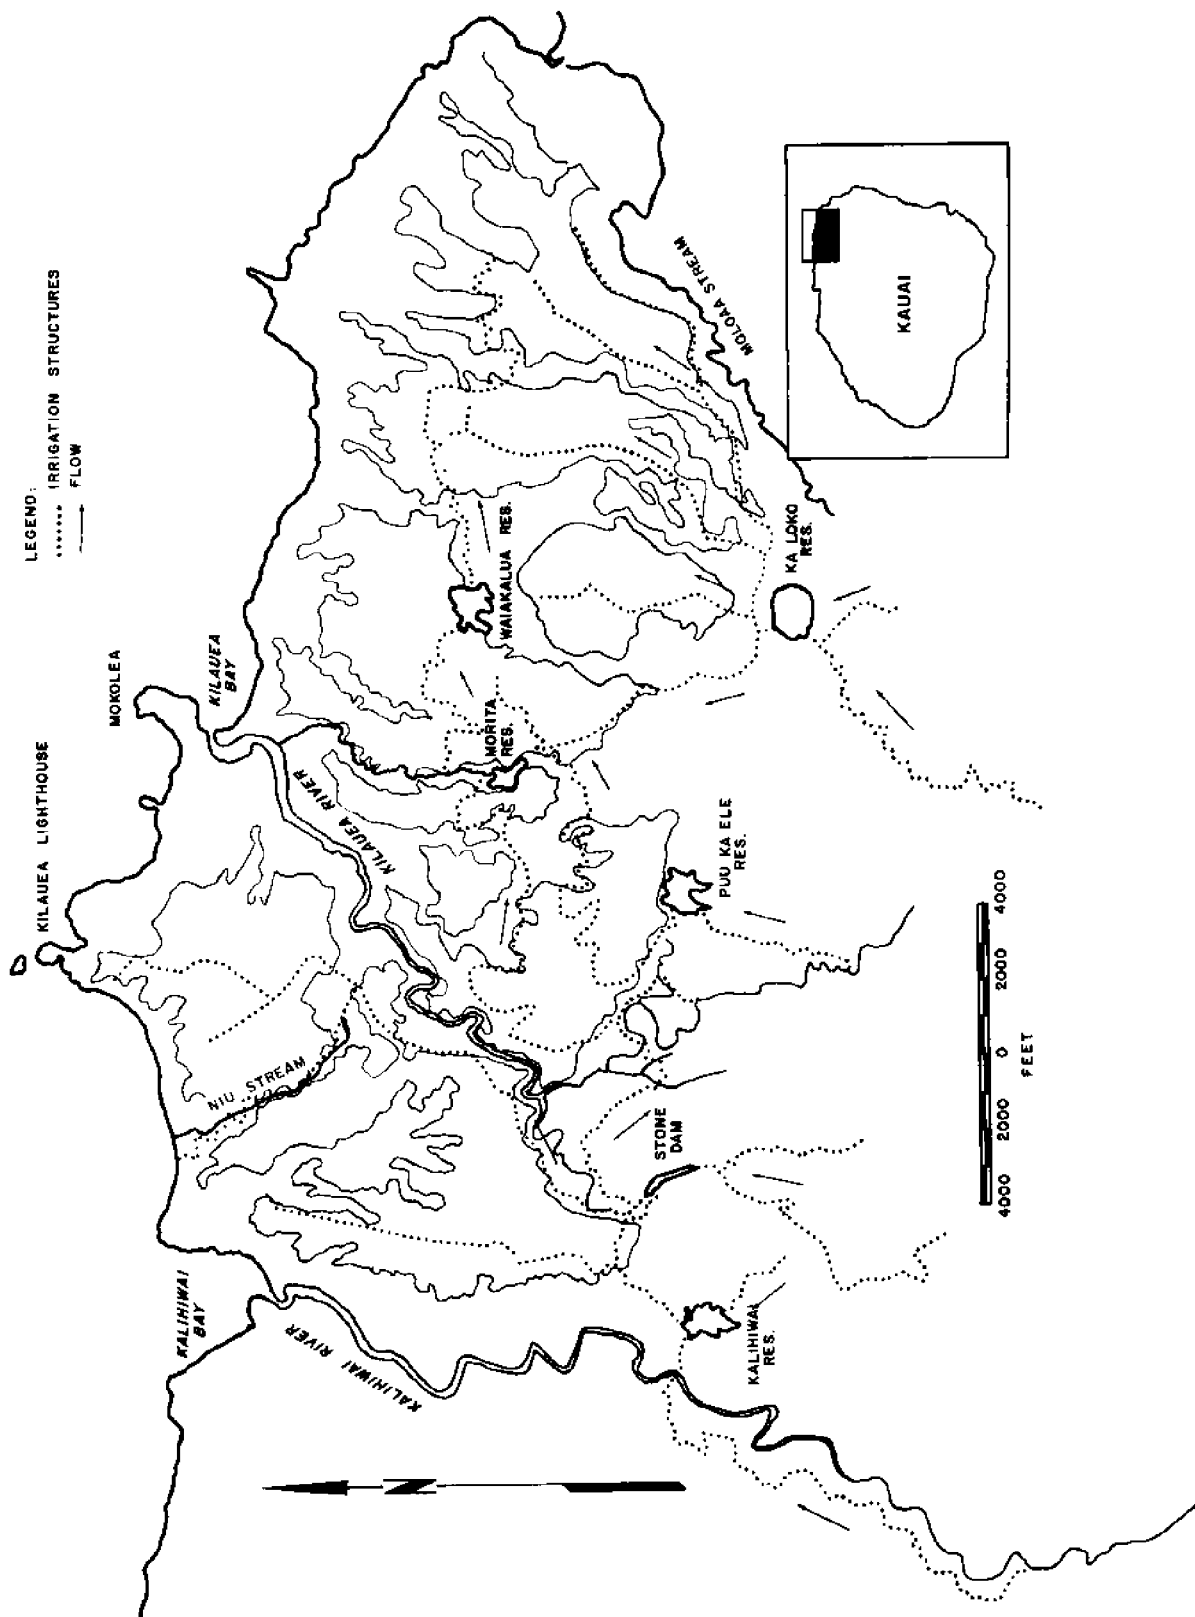 LEGEND:
IRRIGATION STRUCTURES
FLOW
KILAUEA LIGHTHOUSE
MOKOLEA
KILAUEA
BAY
KALIHIWAI
BAY
NIU STREAM
KILAUEA RIVER
KALIHIWAI RIVER
MOLOAA STREAM
WAIAKALUA RES.
MORITA
RES.
PUU KA ELE
RES.
KA LOKO
RES.
STONE
DAM
KALIHIWAI
RES.
KAUAI
N
4000 2000 0 2000 4000
FEET